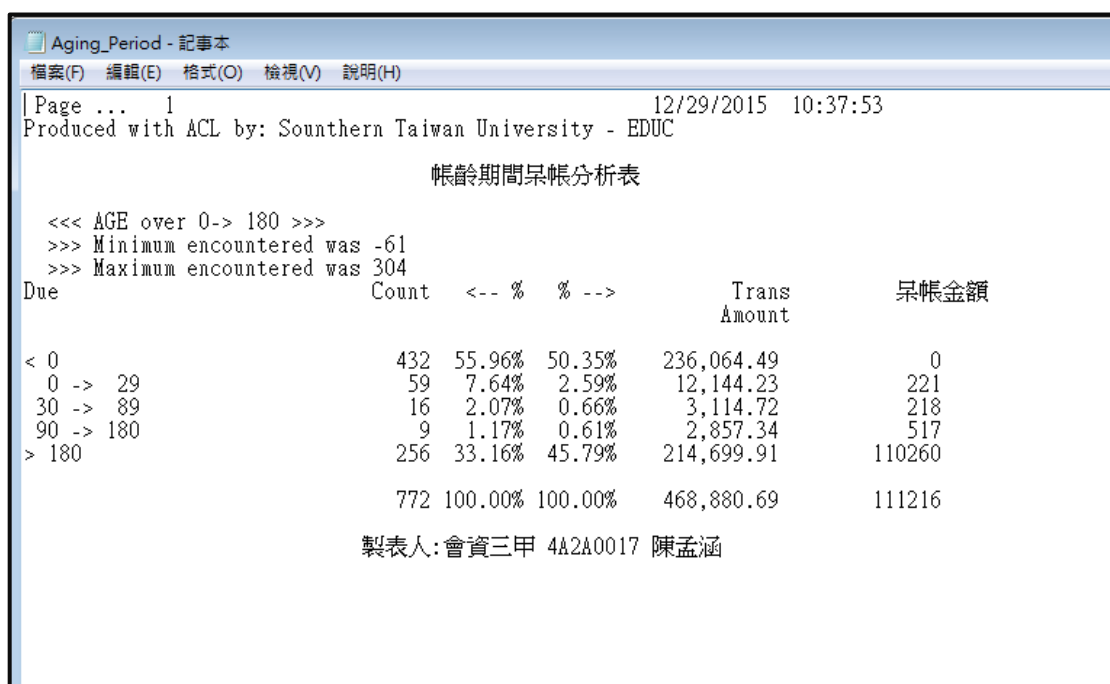 Aging_Period - 記事本
檔案(F) 編輯(E) 格式(O) 檢視(V) 說明(H)
Page ... 1 12/29/2015 10:37:53
Produced with ACL by: Sounthern Taiwan University - EDUC
帳齡期間呆帳分析表
<<< AGE over 0-> 180 >>>
>>> Minimum encountered was -61
>>> Maximum encountered was 304
Due Count <-- % % --> Trans 呆帳金額
Amount
< 0 432 55.96% 50.35% 236,064.49 0
0 -> 29 59 7.64% 2.59% 12,144.23 221
30 -> 89 16 2.07% 0.66% 3,114.72 218
90 -> 180 9 1.17% 0.61% 2,857.34 517
> 180 256 33.16% 45.79% 214,699.91 110260
772 100.00% 100.00% 468,880.69 111216
製表人:會資三甲 4A2A0017 陳孟涵